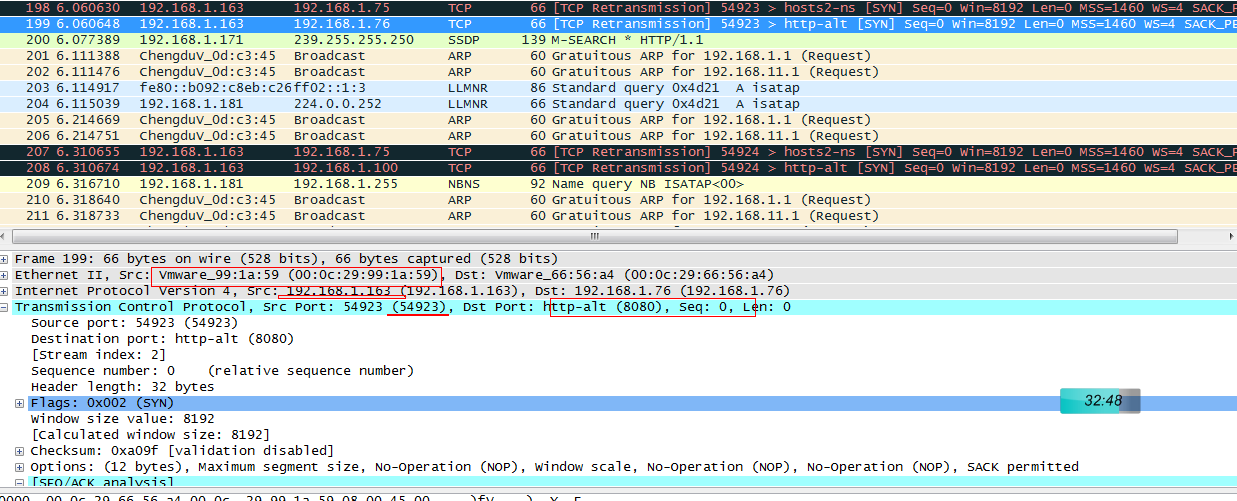 198 6.060630 192.168.1.163 192.168.1.75 TCP 66 [TCP Retransmission] 54923 > hosts2-ns [SYN] Seq=0 Win=8192 Len=0 MSS=1460 WS=4 SACK_PE
199 6.060648 192.168.1.163 192.168.1.76 TCP 66 [TCP Retransmission] 54923 > http-alt [SYN] Seq=0 Win=8192 Len=0 MSS=1460 WS=4 SACK_PER
200 6.077389 192.168.1.171 239.255.255.250 SSDP 139 M-SEARCH * HTTP/1.1
201 6.111388 ChengduV_0d:c3:45 Broadcast ARP 60 Gratuitous ARP for 192.168.1.1 (Request)
202 6.111476 ChengduV_0d:c3:45 Broadcast ARP 60 Gratuitous ARP for 192.168.11.1 (Request)
203 6.114917 fe80::b092:c8eb:c26 ff02::1:3 LLMNR 86 Standard query 0x4d21 A isatap
204 6.115039 192.168.1.181 224.0.0.252 LLMNR 66 Standard query 0x4d21 A isatap
205 6.214669 ChengduV_0d:c3:45 Broadcast ARP 60 Gratuitous ARP for 192.168.1.1 (Request)
206 6.214751 ChengduV_0d:c3:45 Broadcast ARP 60 Gratuitous ARP for 192.168.11.1 (Request)
207 6.310655 192.168.1.163 192.168.1.75 TCP 66 [TCP Retransmission] 54924 > hosts2-ns [SYN] Seq=0 Win=8192 Len=0 MSS=1460 WS=4 SACK_P
208 6.310674 192.168.1.163 192.168.1.100 TCP 66 [TCP Retransmission] 54924 > http-alt [SYN] Seq=0 Win=8192 Len=0 MSS=1460 WS=4 SACK_PE
209 6.316710 192.168.1.181 192.168.1.255 NBNS 92 Name query NB ISATAP<00>
210 6.318640 ChengduV_0d:c3:45 Broadcast ARP 60 Gratuitous ARP for 192.168.1.1 (Request)
211 6.318733 ChengduV_0d:c3:45 Broadcast ARP 60 Gratuitous ARP for 192.168.11.1 (Request)
Frame 199: 66 bytes on wire (528 bits), 66 bytes captured (528 bits)
Ethernet II, Src: Vmware_99:1a:59 (00:0c:29:99:1a:59), Dst: Vmware_66:56:a4 (00:0c:29:66:56:a4)
Internet Protocol Version 4, Src: 192.168.1.163 (192.168.1.163), Dst: 192.168.1.76 (192.168.1.76)
Transmission Control Protocol, Src Port: 54923 (54923), Dst Port: http-alt (8080), Seq: 0, Len: 0
Source port: 54923 (54923)
Destination port: http-alt (8080)
[Stream index: 2]
Sequence number: 0 (relative sequence number)
Header length: 32 bytes
Flags: 0x002 (SYN)
32:48
Window size value: 8192
[Calculated window size: 8192]
Checksum: 0xa09f [validation disabled]
Options: (12 bytes), Maximum segment size, No-Operation (NOP), Window scale, No-Operation (NOP), No-Operation (NOP), SACK permitted
[SEQ/ACK analysis]